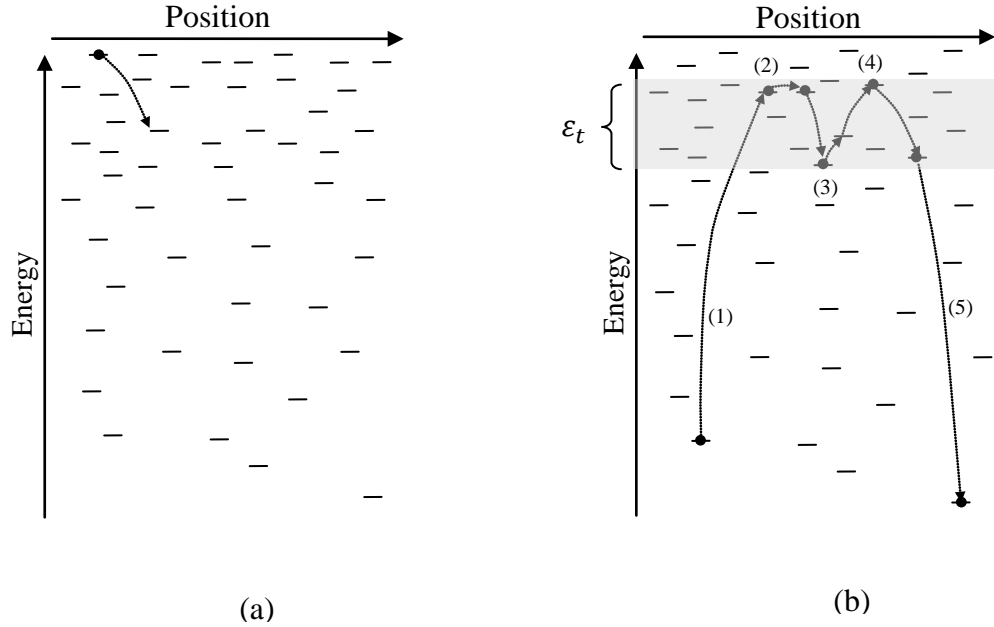 Position
Energy
(a)
Position
Energy
ε_t
(1)
(2)
(3)
(4)
(5)
(b)